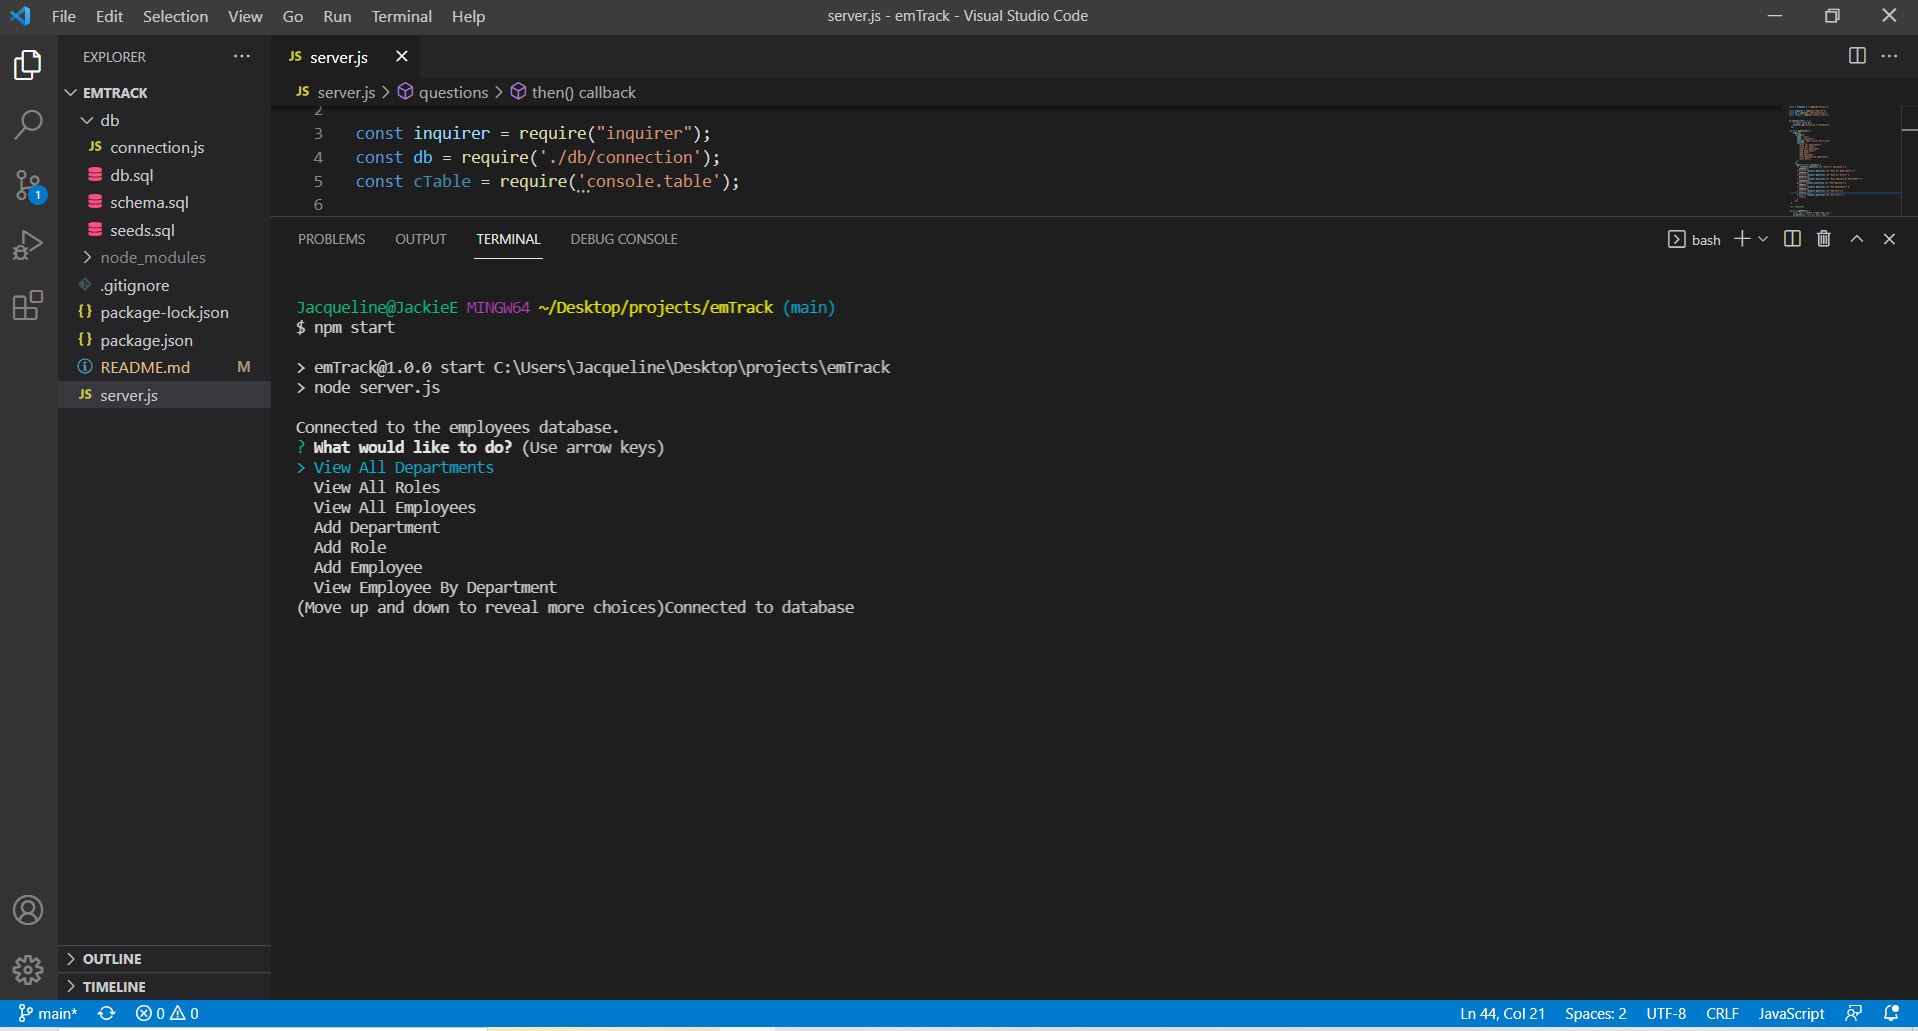 File Edit Selection View Go Run Terminal Help
server.js - emTrack - Visual Studio Code
EXPLORER
EMTRACK
db
JS connection.js
db.sql
schema.sql
seeds.sql
node_modules
.gitignore
{} package-lock.json
{} package.json
README.md M
JS server.js
OUTLINE
TIMELINE
1
JS server.js
JS server.js > questions > then() callback
2
3 const inquirer = require("inquirer");
4 const db = require('./db/connection');
5 const cTable = require('console.table');
6
PROBLEMS OUTPUT TERMINAL DEBUG CONSOLE
bash
Jacqueline@JackieE MINGW64 ~/Desktop/projects/emTrack (main)
$ npm start
> emTrack@1.0.0 start C:\Users\Jacqueline\Desktop\projects\emTrack
> node server.js
Connected to the employees database.
? What would like to do? (Use arrow keys)
> View All Departments
View All Roles
View All Employees
Add Department
Add Role
Add Employee
View Employee By Department
(Move up and down to reveal more choices)Connected to database
main* 0 0
Ln 44, Col 21 Spaces: 2 UTF-8 CRLF JavaScript